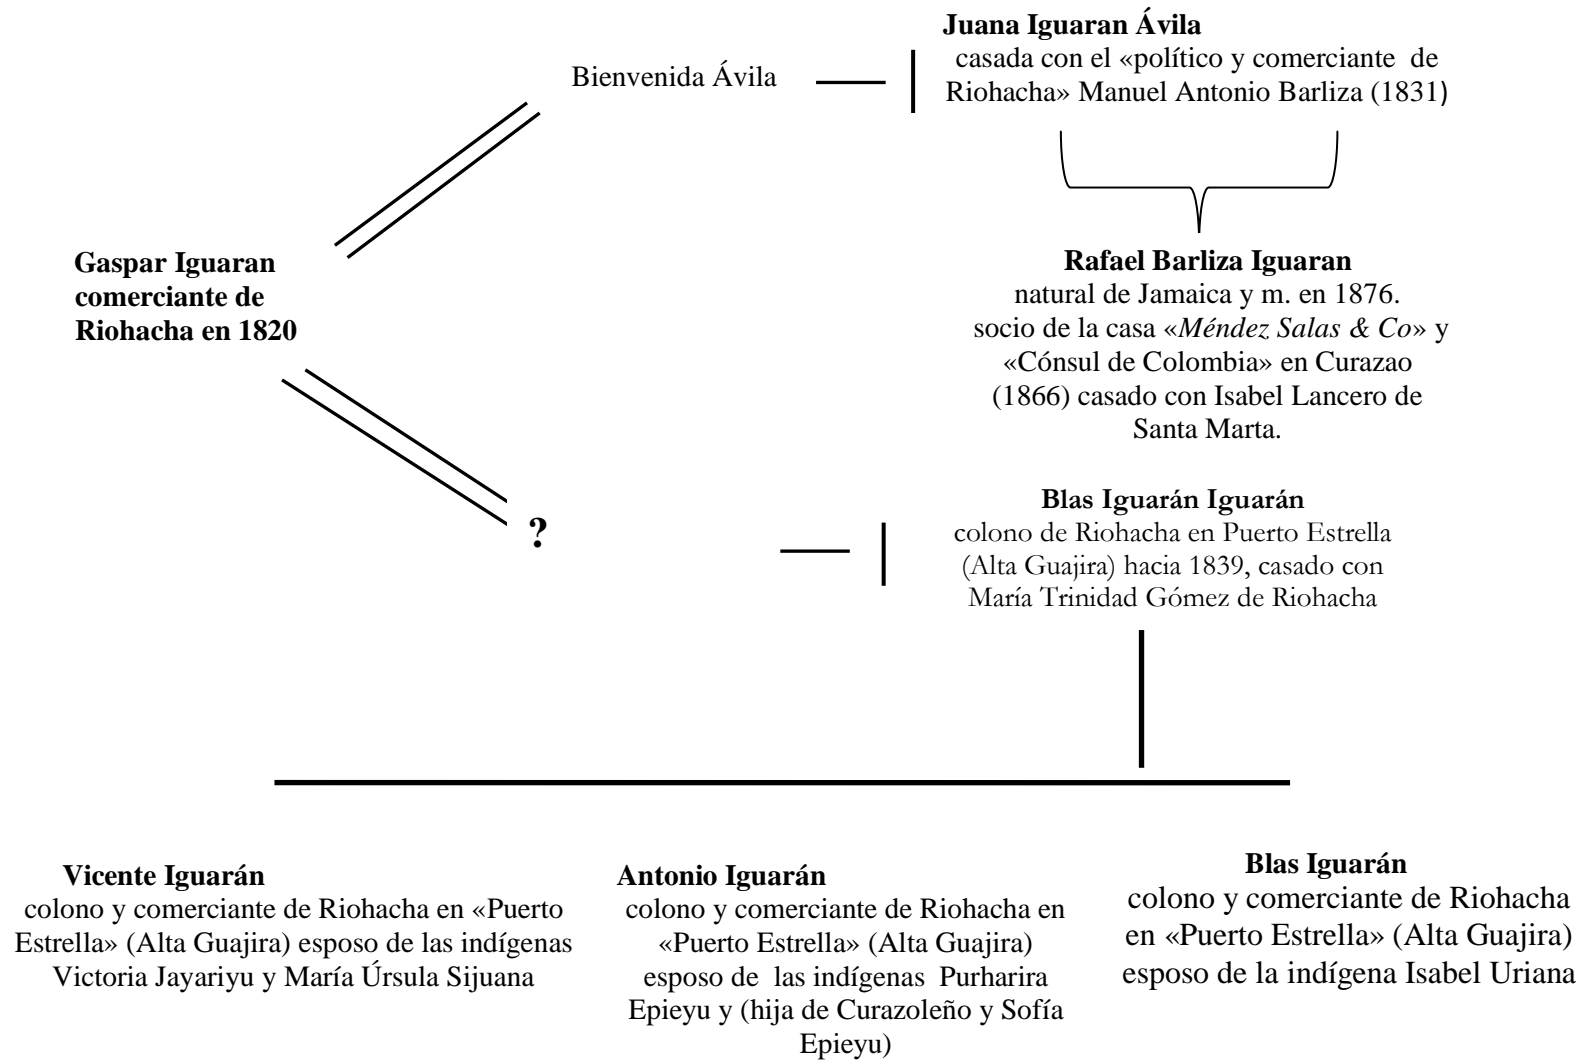 Juana Iguaran Ávila
casada con el «político y comerciante de
Riohacha» Manuel Antonio Barliza (1831)
Bienvenida Ávila
Gaspar Iguaran
comerciante de
Riohacha en 1820
Rafael Barliza Iguaran
natural de Jamaica y m. en 1876.
socio de la casa «Méndez Salas & Co» y
«Cónsul de Colombia» en Curazao
(1866) casado con Isabel Lancero de
Santa Marta.
?
Blas Iguarán Iguarán
colono de Riohacha en Puerto Estrella
(Alta Guajira) hacia 1839, casado con
María Trinidad Gómez de Riohacha
Vicente Iguarán
colono y comerciante de Riohacha en «Puerto
Estrella» (Alta Guajira) esposo de las indígenas
Victoria Jayariyu y María Úrsula Sijuana
Antonio Iguarán
colono y comerciante de Riohacha en
«Puerto Estrella» (Alta Guajira)
esposo de las indígenas Purharira
Epieyu y (hija de Curazoleño y Sofía
Epieyu)
Blas Iguarán
colono y comerciante de Riohacha
en «Puerto Estrella» (Alta Guajira)
esposo de la indígena Isabel Uriana